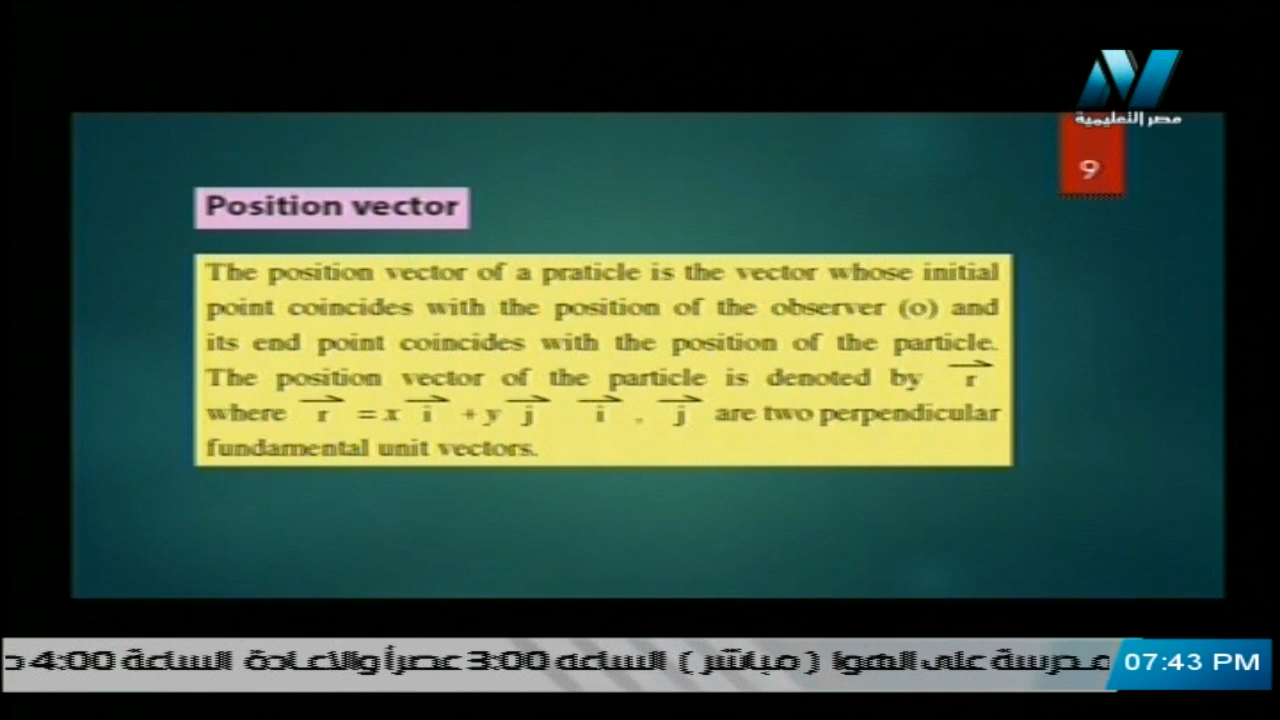 مصر التعليمية
9
Position vector
The position vector of a praticle is the vector whose initial
point coincides with the position of the observer (o) and
its end point coincides with the position of the particle.
The position vector of the particle is denoted by r⃗
where r⃗ = x i⃗ + y j⃗ i⃗ , j⃗ are two perpendicular
fundamental unit vectors.
مدرسة على الهوا ( مباشر ) الساعه 3:00 عصراً والاعادة الساعة 4:00
07:43 PM